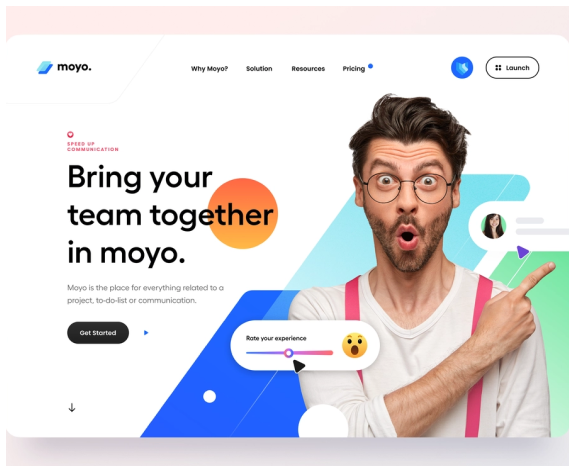 moyo.
Why Moyo?
Solution
Resources
Pricing
Launch
SPEED UP
COMMUNICATION
Bring your
team together
in moyo.
Moyo is the place for everything related to a
project, to-do-list or communication.
Get Started
Rate your experience